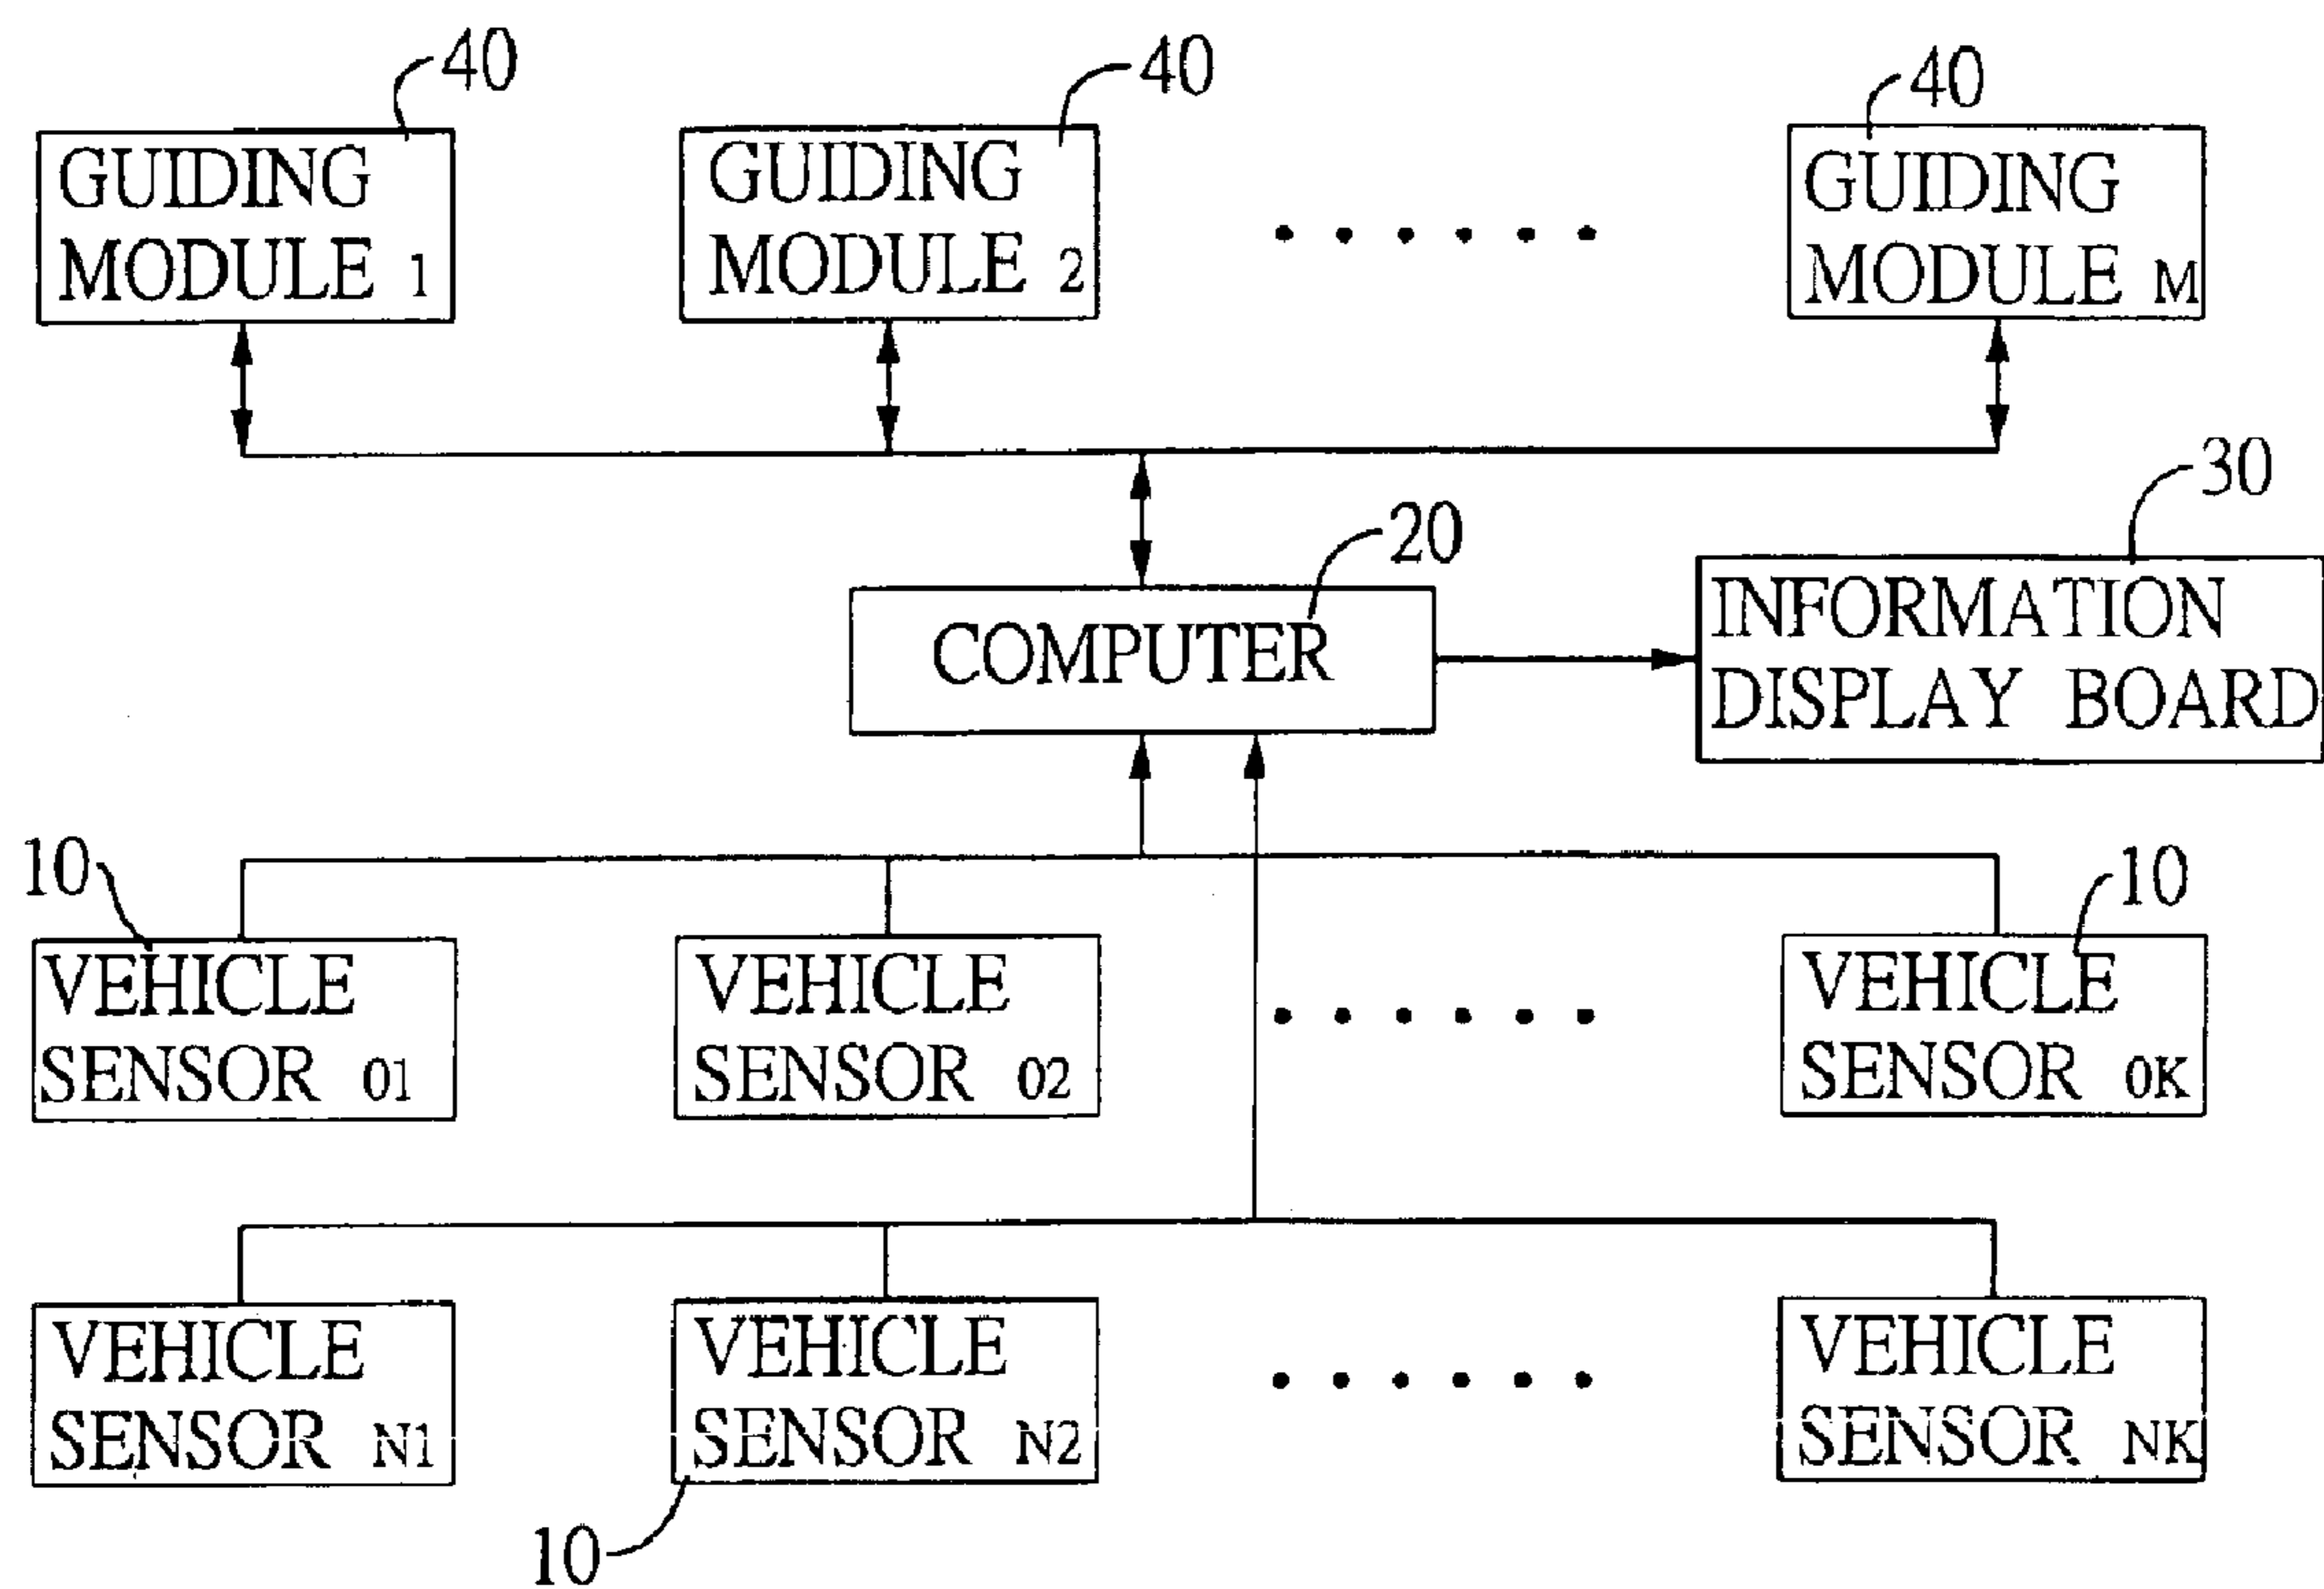 40
40
40
GUIDING
MODULE 1
GUIDING
MODULE 2
GUIDING
MODULE M
30
20
COMPUTER
INFORMATION
DISPLAY BOARD
10
10
VEHICLE
SENSOR 01
VEHICLE
SENSOR 02
VEHICLE
SENSOR 0K
VEHICLE
SENSOR N1
VEHICLE
SENSOR N2
VEHICLE
SENSOR NK
10